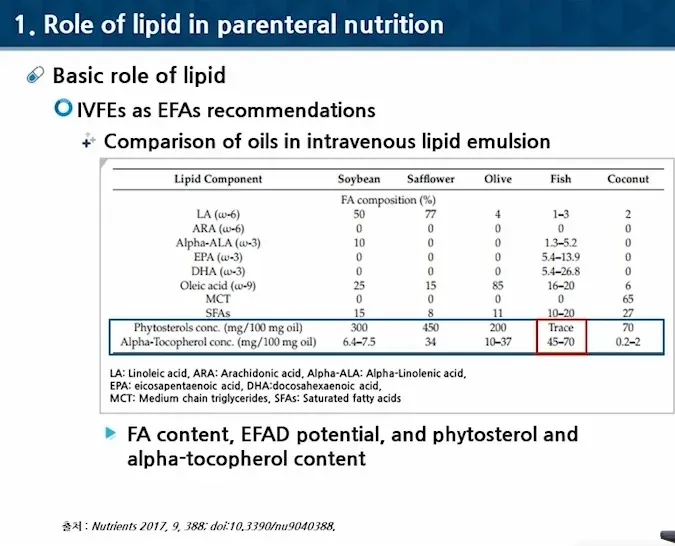 1. Role of lipid in parenteral nutrition
Basic role of lipid
IVFEs as EFAs recommendations
Comparison of oils in intravenous lipid emulsion
Lipid Component Soybean Safflower Olive Fish Coconut
FA composition (%)
LA (ω-6) 50 77 4 1–3 2
ARA (ω-6) 0 0 0 0 0
Alpha-ALA (ω-3) 10 0 0 1.3–5.2 0
EPA (ω-3) 0 0 0 5.4–13.9 0
DHA (ω-3) 0 0 0 5.4–26.8 0
Oleic acid (ω-9) 25 15 85 16–20 6
MCT 0 0 0 0 65
SFAs 15 8 11 10–20 27
Phytosterols conc. (mg/100 mg oil) 300 450 200 Trace 70
Alpha-Tocopherol conc. (mg/100 mg oil) 6.4–7.5 34 10–37 45–70 0.2–2
LA: Linoleic acid, ARA: Arachidonic acid, Alpha-ALA: Alpha-Linolenic acid,
EPA: eicosapentaenoic acid, DHA:docosahexaenoic acid,
MCT: Medium chain triglycerides, SFAs: Saturated fatty acids
FA content, EFAD potential, and phytosterol and
alpha-tocopherol content
출처 : Nutrients 2017, 9, 388; doi:10.3390/nu9040388.